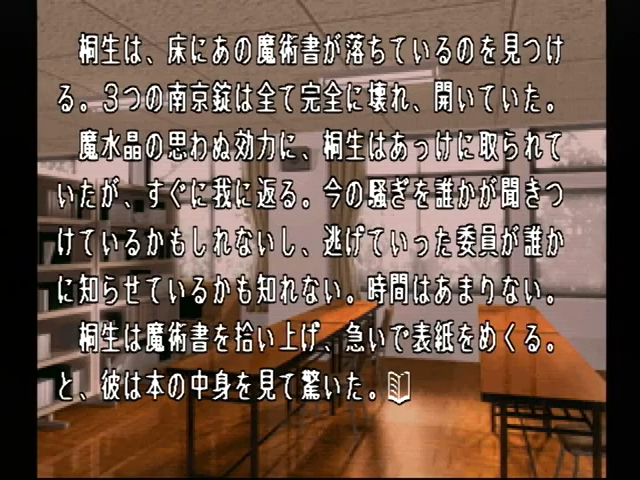 桐生は、床にあの魔術書が落ちているのを見つけ
る。３つの南京錠は全て完全に壊れ、開いていた。
魔水晶の思わぬ効力に、桐生はあっけに取られて
いたが、すぐに我に返る。今の騒ぎを誰かが聞きつ
けているかもしれないし、逃げていった委員が誰か
に知らせているかも知れない。時間はあまりない。
桐生は魔術書を拾い上げ、急いで表紙をめくる。
と、彼は本の中身を見て驚いた。